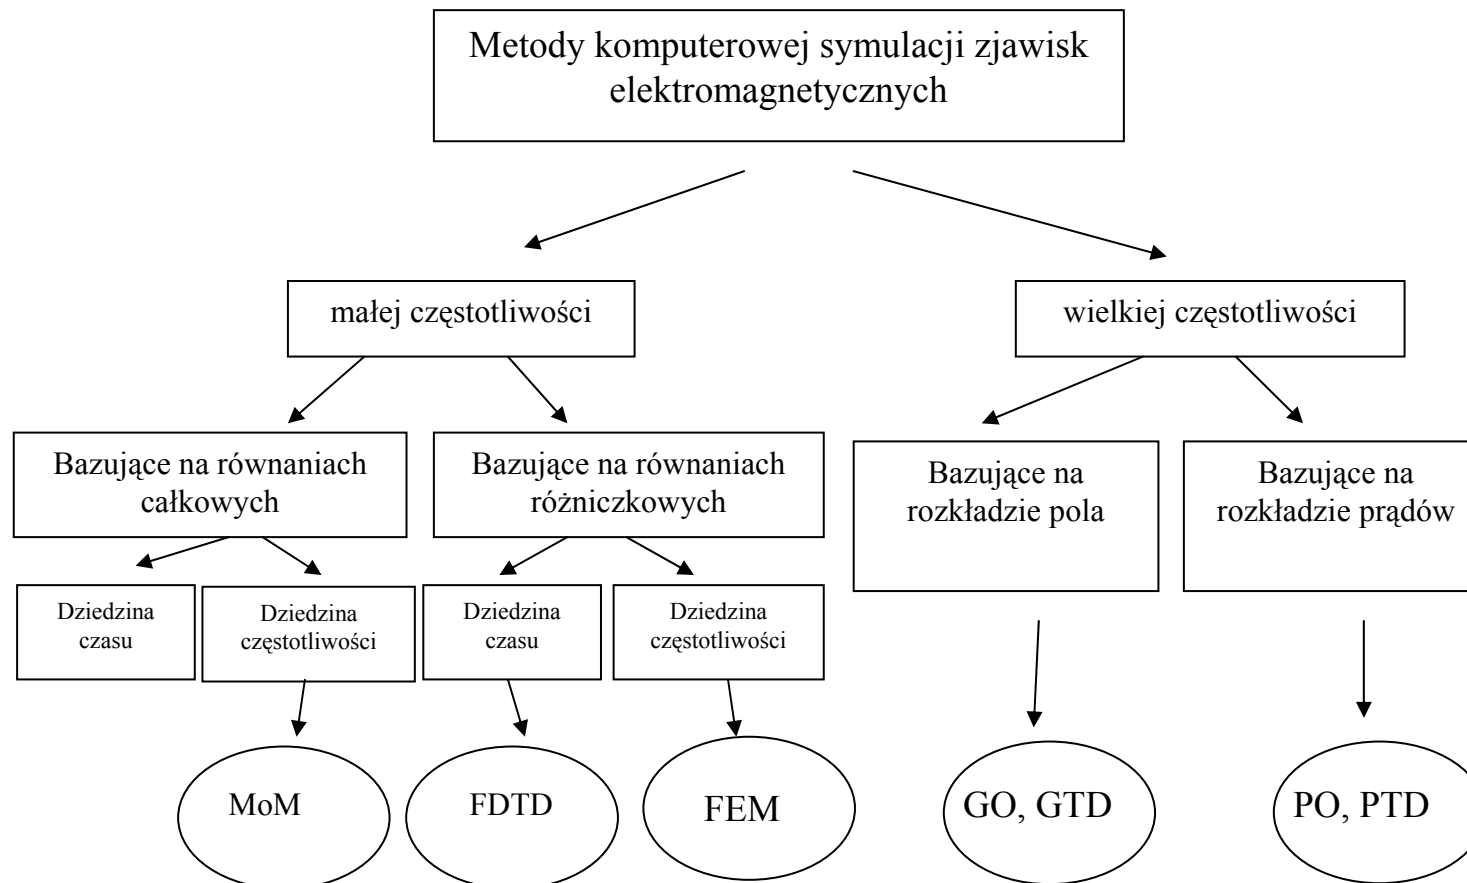 Metody komputerowej symulacji zjawisk
elektromagnetycznych
małej częstotliwości
wielkiej częstotliwości
Bazujące na równaniach
całkowych
Bazujące na równaniach
różniczkowych
Bazujące na
rozkładzie pola
Bazujące na
rozkładzie prądów
Dziedzina
czasu
Dziedzina
częstotliwości
Dziedzina
czasu
Dziedzina
częstotliwości
MoM
FDTD
FEM
GO, GTD
PO, PTD